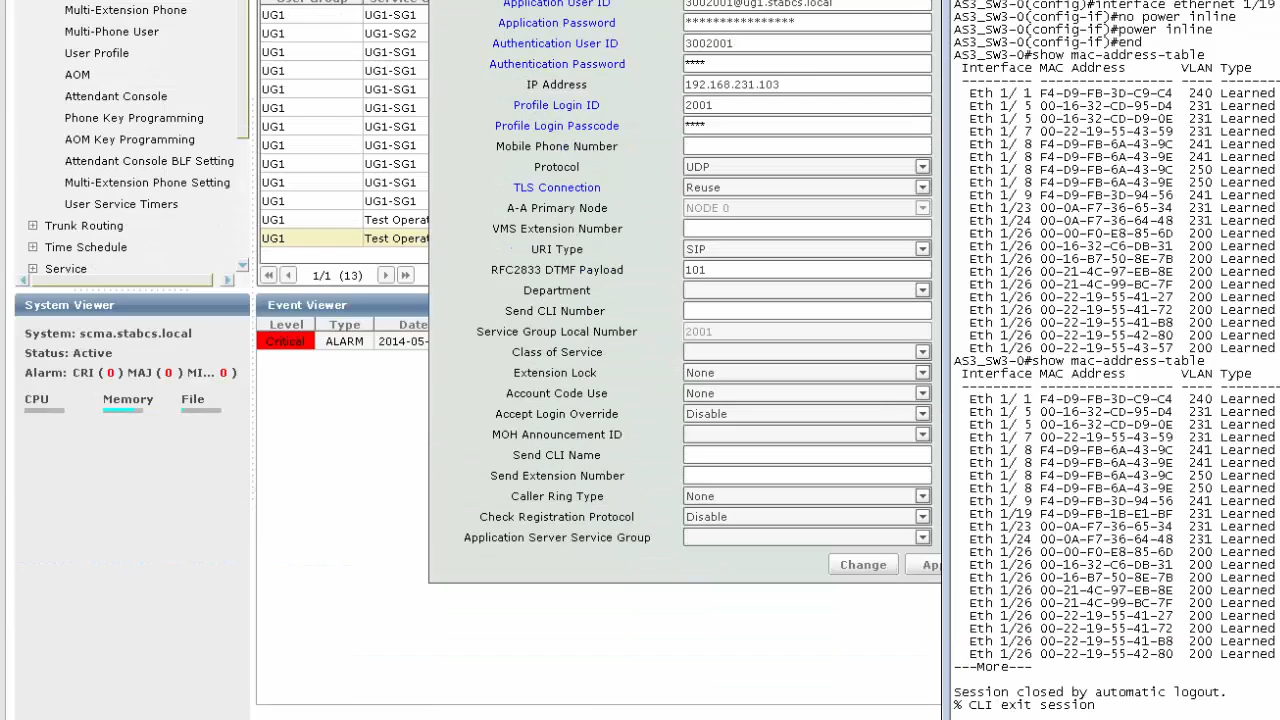 Multi-Extension Phone
Multi-Phone User
User Profile
AOM
Attendant Console
Phone Key Programming
AOM Key Programming
Attendant Console BLF Setting
Multi-Extension Phone Setting
User Service Timers
Trunk Routing
Time Schedule
Service
System Viewer
System: scma.stabcs.local
Status: Active
Alarm: CRI ( 0 ) MAJ ( 0 ) MI... 0 )
CPU Memory File
UG1 UG1-SG1
UG1 UG1-SG2
UG1 UG1-SG1
UG1 UG1-SG1
UG1 UG1-SG1
UG1 UG1-SG1
UG1 UG1-SG1
UG1 UG1-SG1
UG1 UG1-SG1
UG1 UG1-SG1
UG1 UG1-SG1
UG1 Test Operat
UG1 Test Operat
1/1 (13)
Event Viewer
Level Type Date
Critical ALARM 2014-05-
Application User ID 3002001@ug1.stabcs.local
Application Password ****************
Authentication User ID 3002001
Authentication Password ****
IP Address 192.168.231.103
Profile Login ID 2001
Profile Login Passcode ****
Mobile Phone Number
Protocol UDP
TLS Connection Reuse
A-A Primary Node NODE 0
VMS Extension Number
URI Type SIP
RFC2833 DTMF Payload 101
Department
Send CLI Number
Service Group Local Number 2001
Class of Service
Extension Lock None
Account Code Use None
Accept Login Override Disable
MOH Announcement ID
Send CLI Name
Send Extension Number
Caller Ring Type None
Check Registration Protocol Disable
Application Server Service Group
Change App
AS3_SW3-0(config)#interface ethernet 1/19
AS3_SW3-0(config-if)#no power inline
AS3_SW3-0(config-if)#power inline
AS3_SW3-0(config-if)#end
AS3_SW3-0#show mac-address-table
Interface MAC Address VLAN Type
--------- ----------------- ---- -------
Eth 1/ 1 F4-D9-FB-3D-C9-C4 240 Learned
Eth 1/ 5 00-16-32-CD-95-D4 231 Learned
Eth 1/ 5 00-16-32-CD-D9-0E 231 Learned
Eth 1/ 7 00-22-19-55-43-59 231 Learned
Eth 1/ 8 F4-D9-FB-6A-43-9C 241 Learned
Eth 1/ 8 F4-D9-FB-6A-43-9E 241 Learned
Eth 1/ 8 F4-D9-FB-6A-43-9C 250 Learned
Eth 1/ 8 F4-D9-FB-6A-43-9E 250 Learned
Eth 1/ 9 F4-D9-FB-3D-94-56 241 Learned
Eth 1/23 00-0A-F7-36-65-34 231 Learned
Eth 1/24 00-0A-F7-36-64-48 231 Learned
Eth 1/26 00-00-F0-E8-85-6D 200 Learned
Eth 1/26 00-16-32-C6-DB-31 200 Learned
Eth 1/26 00-16-B7-50-8E-7B 200 Learned
Eth 1/26 00-21-4C-97-EB-8E 200 Learned
Eth 1/26 00-21-4C-99-BC-7F 200 Learned
Eth 1/26 00-22-19-55-41-27 200 Learned
Eth 1/26 00-22-19-55-41-72 200 Learned
Eth 1/26 00-22-19-55-41-B8 200 Learned
Eth 1/26 00-22-19-55-42-80 200 Learned
Eth 1/26 00-22-19-55-43-57 200 Learned
AS3_SW3-0#show mac-address-table
Interface MAC Address VLAN Type
--------- ----------------- ---- -------
Eth 1/ 1 F4-D9-FB-3D-C9-C4 240 Learned
Eth 1/ 5 00-16-32-CD-95-D4 231 Learned
Eth 1/ 5 00-16-32-CD-D9-0E 231 Learned
Eth 1/ 7 00-22-19-55-43-59 231 Learned
Eth 1/ 8 F4-D9-FB-6A-43-9C 241 Learned
Eth 1/ 8 F4-D9-FB-6A-43-9E 241 Learned
Eth 1/ 8 F4-D9-FB-6A-43-9C 250 Learned
Eth 1/ 8 F4-D9-FB-6A-43-9E 250 Learned
Eth 1/ 9 F4-D9-FB-3D-94-56 241 Learned
Eth 1/19 F4-D9-FB-1B-E1-BF 231 Learned
Eth 1/23 00-0A-F7-36-65-34 231 Learned
Eth 1/24 00-0A-F7-36-64-48 231 Learned
Eth 1/26 00-00-F0-E8-85-6D 200 Learned
Eth 1/26 00-16-32-C6-DB-31 200 Learned
Eth 1/26 00-16-B7-50-8E-7B 200 Learned
Eth 1/26 00-21-4C-97-EB-8E 200 Learned
Eth 1/26 00-21-4C-99-BC-7F 200 Learned
Eth 1/26 00-22-19-55-41-27 200 Learned
Eth 1/26 00-22-19-55-41-72 200 Learned
Eth 1/26 00-22-19-55-41-B8 200 Learned
Eth 1/26 00-22-19-55-42-80 200 Learned
---More---
Session closed by automatic logout.
% CLI exit session